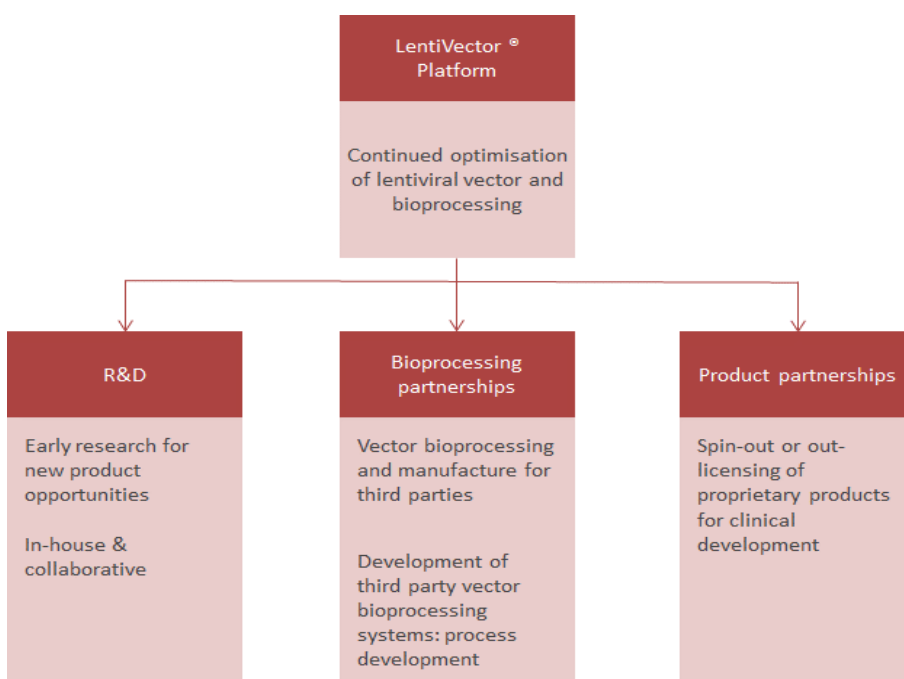 LentiVector ®
Platform
Continued optimisation
of lentiviral vector and
bioprocessing
R&D
Early research for
new product
opportunities
In-house &
collaborative
Bioprocessing
partnerships
Vector bioprocessing
and manufacture for
third parties
Development of
third party vector
bioprocessing
systems: process
development
Product partnerships
Spin-out or out-
licensing of
proprietary products
for clinical
development